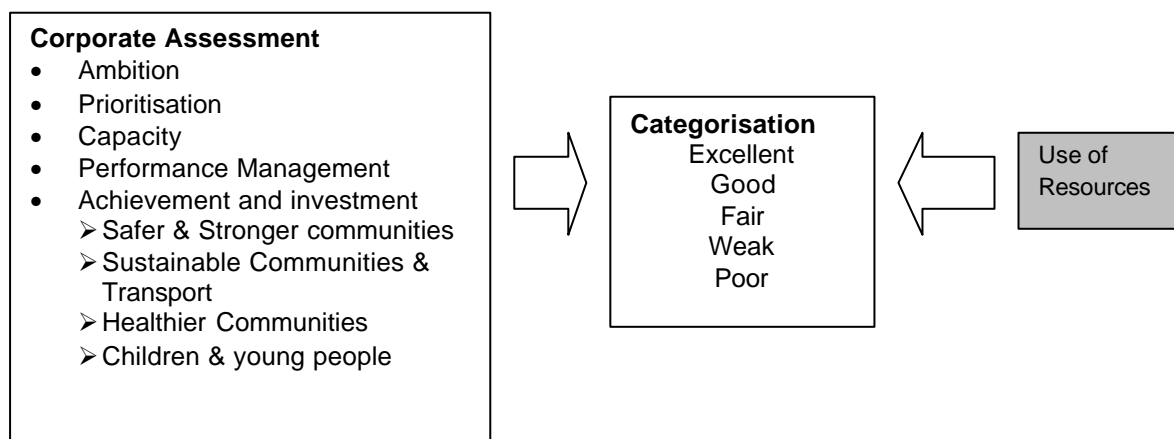 Corporate Assessment
• Ambition
• Prioritisation
• Capacity
• Performance Management
• Achievement and investment
➢ Safer & Stronger communities
➢ Sustainable Communities &
Transport
➢ Healthier Communities
➢ Children & young people
Categorisation
Excellent
Good
Fair
Weak
Poor
Use of
Resources